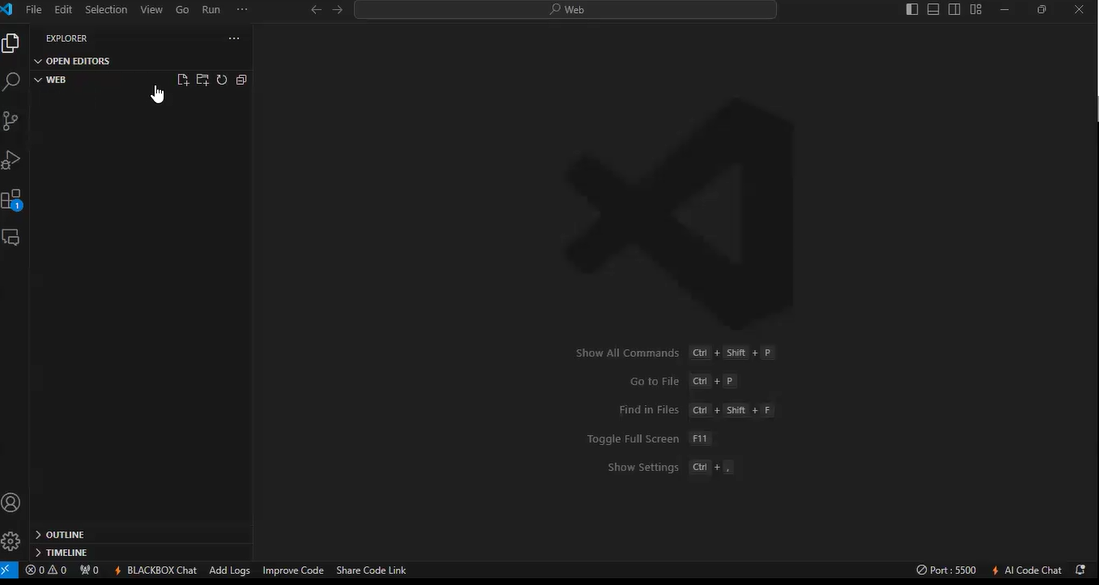 File Edit Selection View Go Run ··· Web
EXPLORER ···
OPEN EDITORS
WEB
1
Show All Commands Ctrl + Shift + P
Go to File Ctrl + P
Find in Files Ctrl + Shift + F
Toggle Full Screen F11
Show Settings Ctrl + ,
OUTLINE
TIMELINE
0 0 0 BLACKBOX Chat Add Logs Improve Code Share Code Link Port : 5500 AI Code Chat